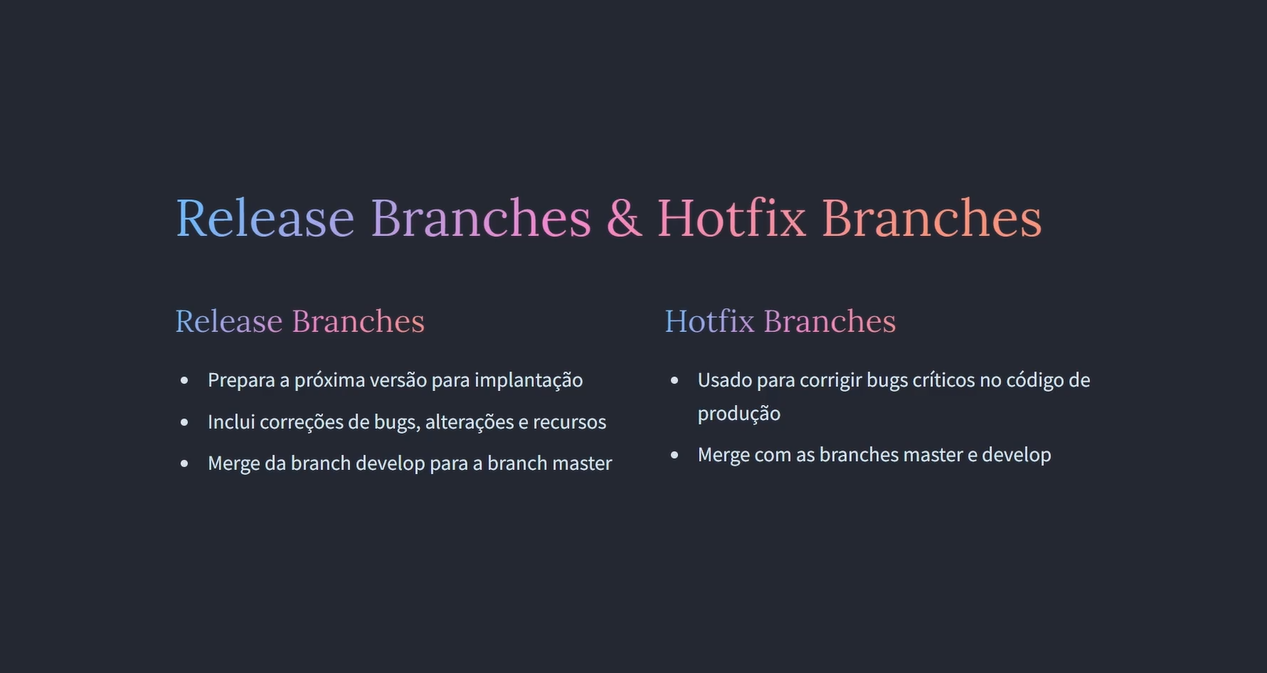 Release Branches & Hotfix Branches
Release Branches
• Prepara a próxima versão para implantação
• Inclui correções de bugs, alterações e recursos
• Merge da branch develop para a branch master
Hotfix Branches
• Usado para corrigir bugs críticos no código de
produção
• Merge com as branches master e develop